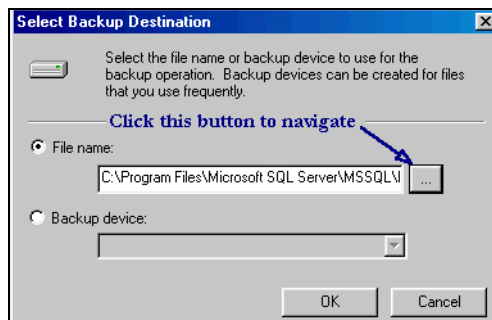 Select Backup Destination
Select the file name or backup device to use for the
backup operation. Backup devices can be created for files
that you use frequently.
Click this button to navigate
File name:
C:\Program Files\Microsoft SQL Server\MSSQL\
...
Backup device:
OK
Cancel